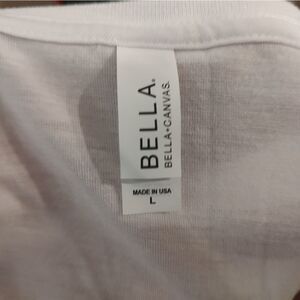 BELLA.
BELLA+CANVAS.
MADE IN USA
L